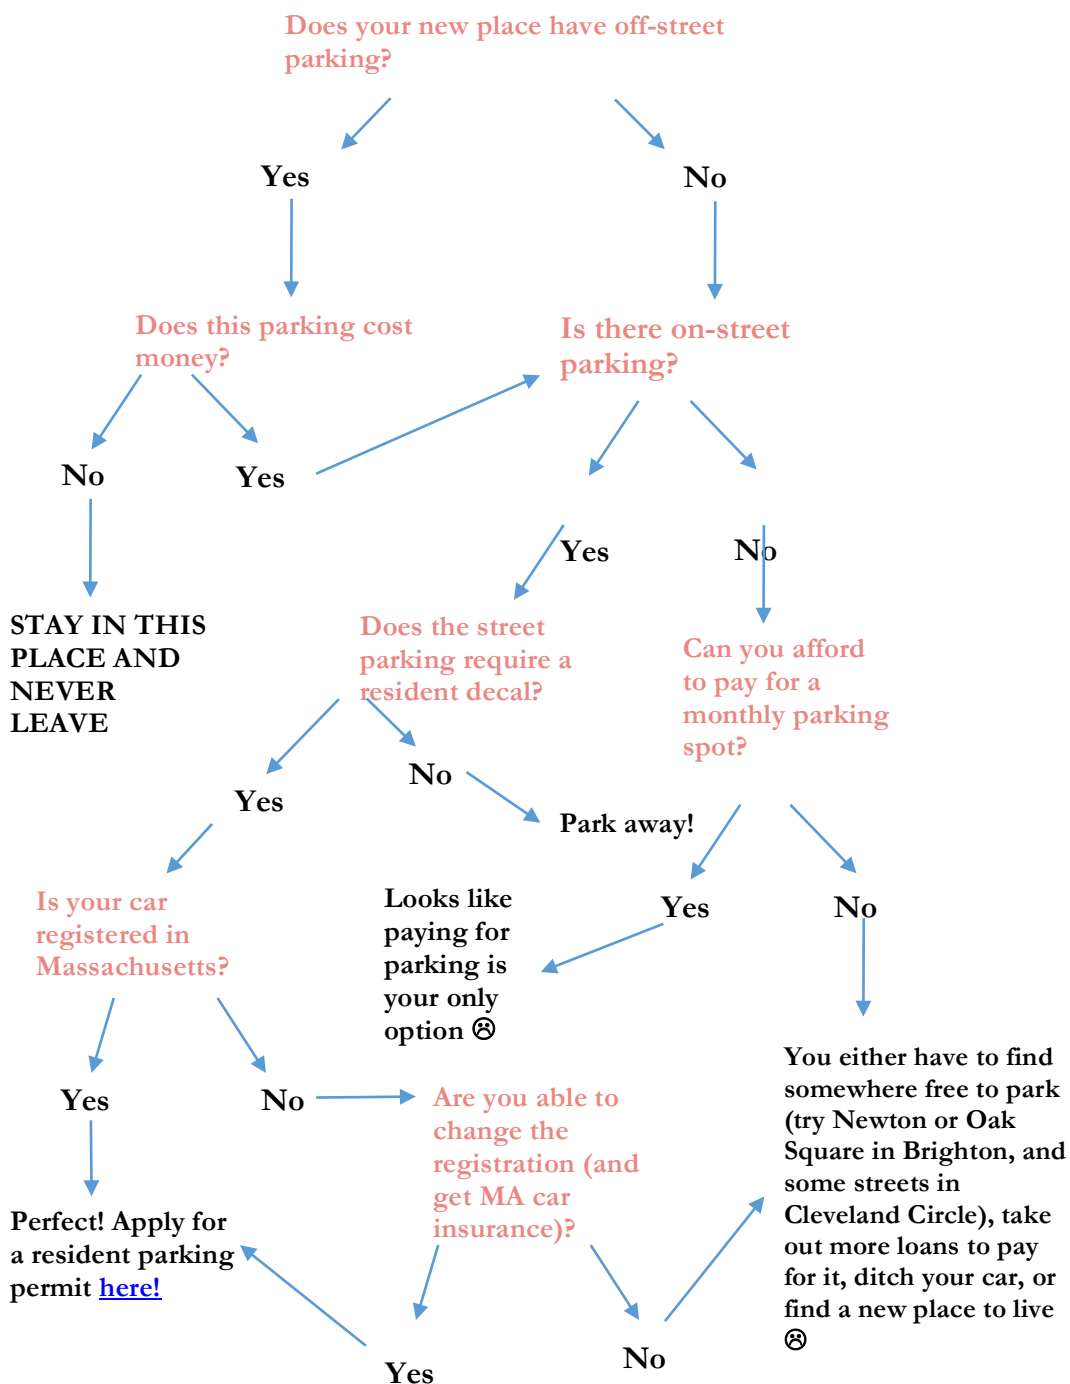 Does your new place have off-street
parking?
Yes
No
Does this parking cost
money?
Is there on-street
parking?
No
Yes
Yes
No
STAY IN THIS
PLACE AND
NEVER
LEAVE
Does the street
parking require a
resident decal?
Can you afford
to pay for a
monthly parking
spot?
No
Yes
Park away!
Is your car
registered in
Massachusetts?
Looks like
paying for
parking is
your only
option ☹
Yes
No
You either have to find
somewhere free to park
(try Newton or Oak
Square in Brighton, and
some streets in
Cleveland Circle), take
out more loans to pay
for it, ditch your car, or
find a new place to live
☹
Yes
No
Are you able to
change the
registration (and
get MA car
insurance)?
Perfect! Apply for
a resident parking
permit here!
Yes
No